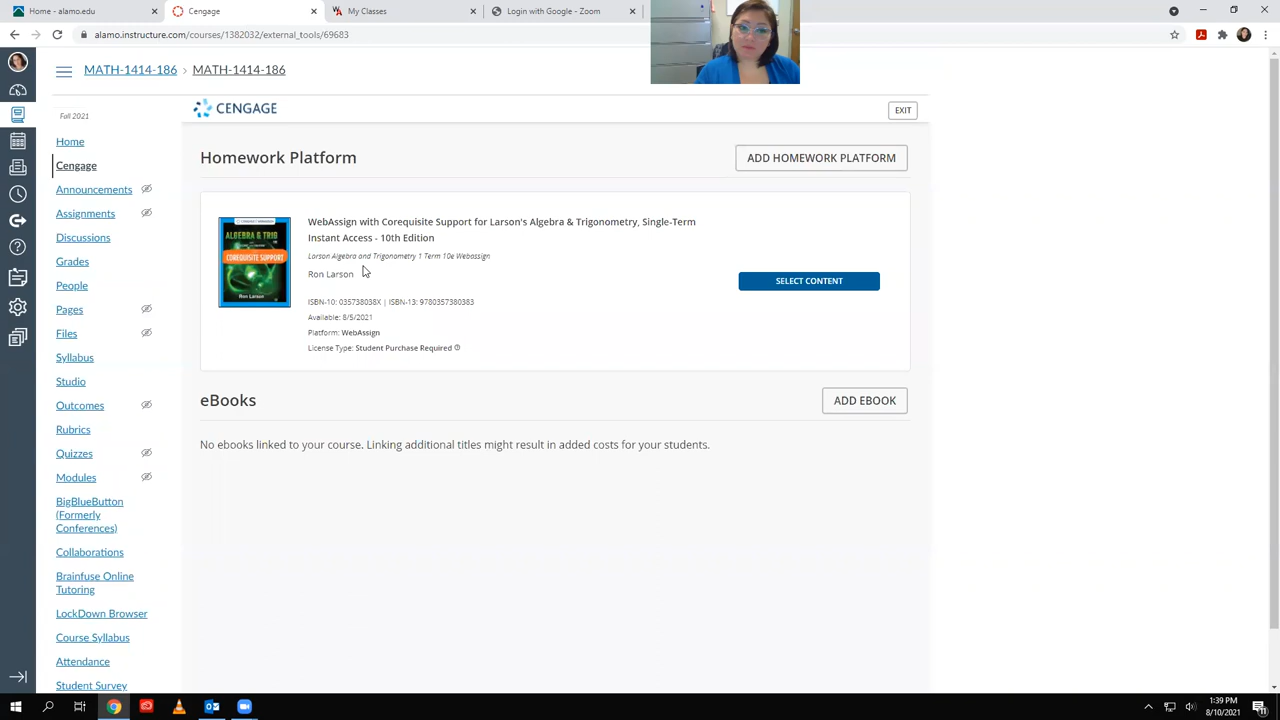 Home - alamo.edu
Cengage
My Classes
Login with Google - Zoom
alamo.instructure.com/courses/1382032/external_tools/69683
MATH-1414-186 > MATH-1414-186
Fall 2021
Home
Cengage
Announcements
Assignments
Discussions
Grades
People
Pages
Files
Syllabus
Studio
Outcomes
Rubrics
Quizzes
Modules
BigBlueButton
(Formerly
Conferences)
Collaborations
Brainfuse Online
Tutoring
LockDown Browser
Course Syllabus
Attendance
Student Survey
CENGAGE
EXIT
Homework Platform
ADD HOMEWORK PLATFORM
ALGEBRA & TRIG
COREQUISITE SUPPORT
Ron Larson
WebAssign with Corequisite Support for Larson's Algebra & Trigonometry, Single-Term
Instant Access - 10th Edition
Larson Algebra and Trigonometry 1 Term 10e Webassign
Ron Larson
ISBN-10: 035738038X | ISBN-13: 9780357380383
Available: 8/5/2021
Platform: WebAssign
License Type: Student Purchase Required
SELECT CONTENT
eBooks
ADD EBOOK
No ebooks linked to your course. Linking additional titles might result in added costs for your students.
1:39 PM
8/10/2021